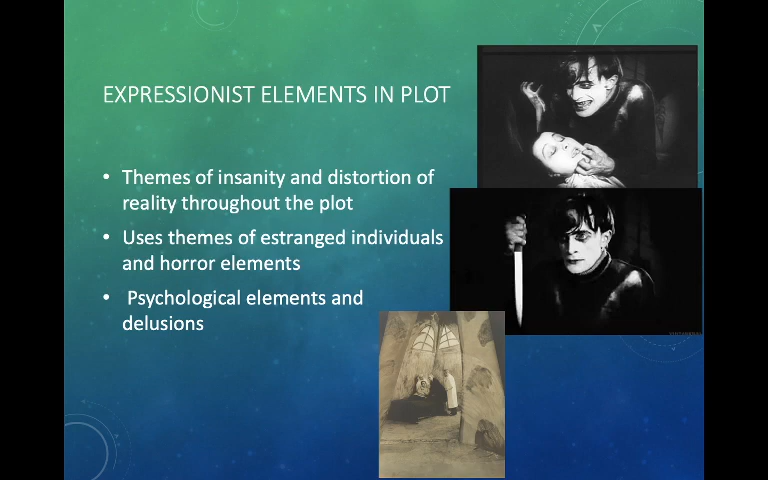 EXPRESSIONIST ELEMENTS IN PLOT
• Themes of insanity and distortion of
reality throughout the plot
• Uses themes of estranged individuals
and horror elements
• Psychological elements and
delusions